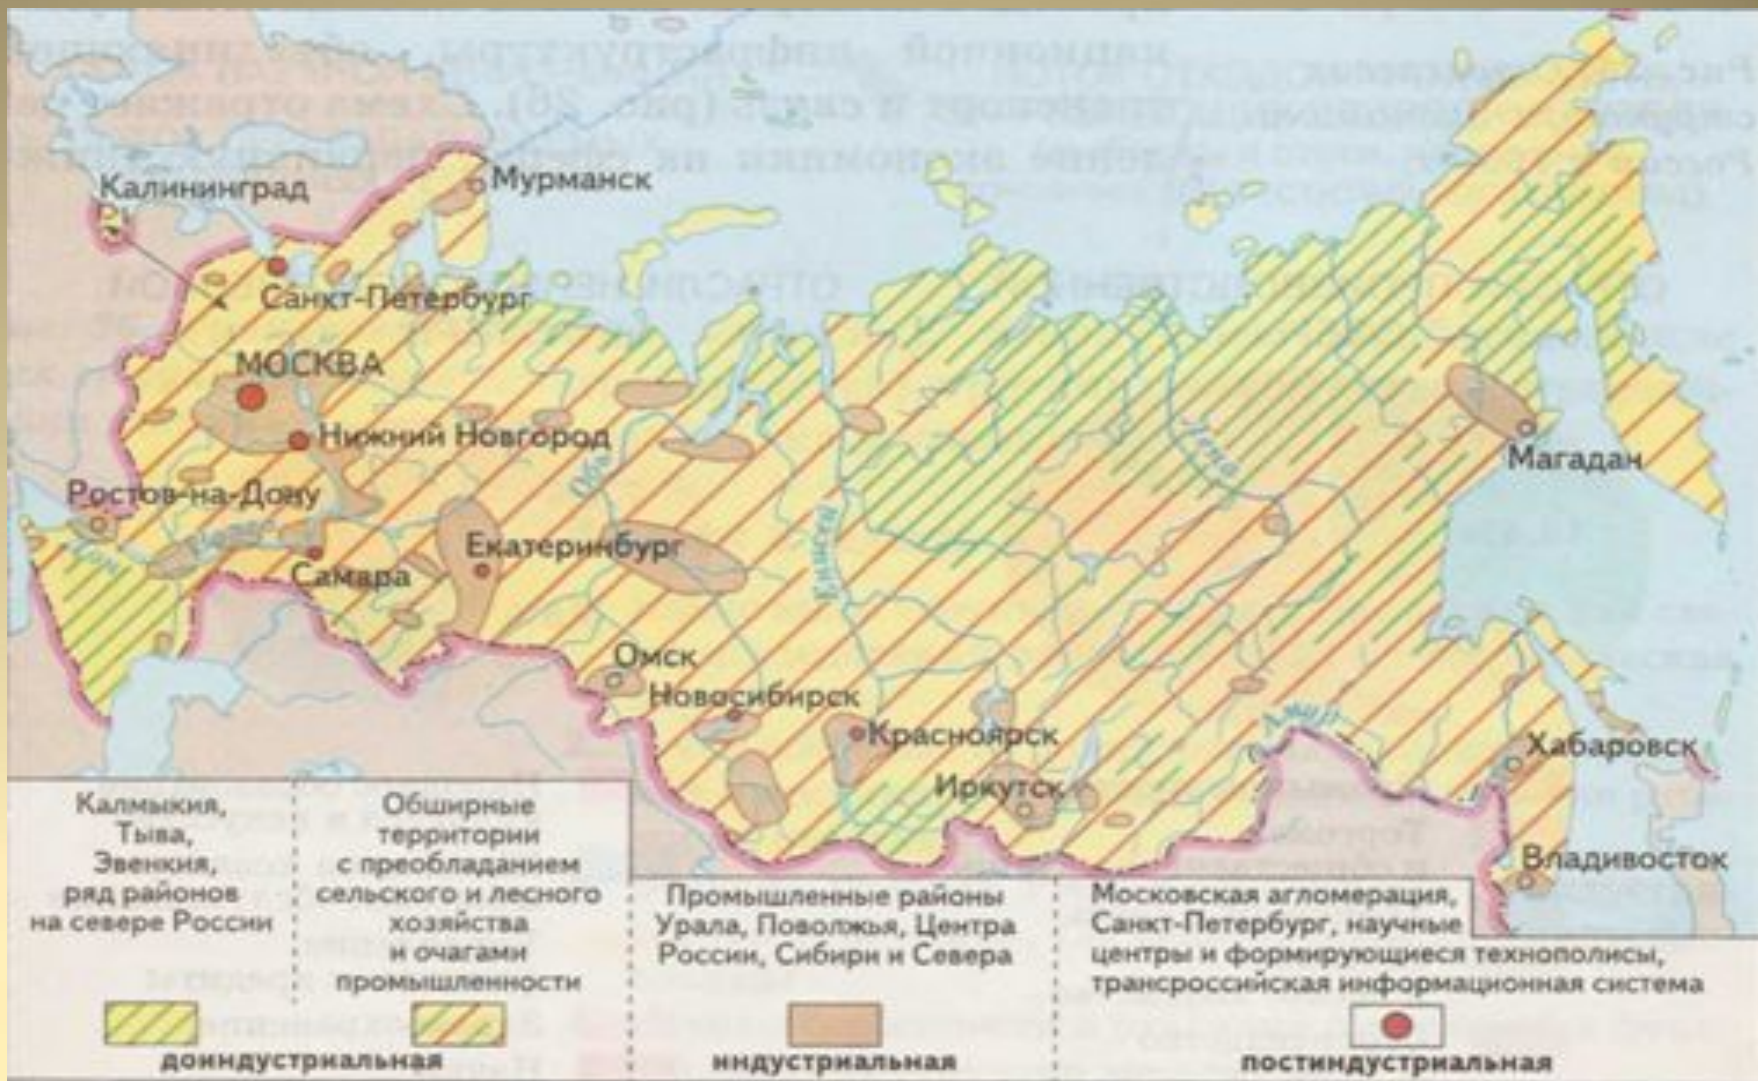 Калининград
Мурманск
Санкт-Петербург
МОСКВА
Нижний Новгород
Обь
Лена
Магадан
Ростов-на-Дону
Дон
Волга
Екатеринбург
Самара
Енисей
Омск
Новосибирск
Красноярск
Иркутск
Амур
Хабаровск
Владивосток
Калмыкия,
Тыва,
Эвенкия,
ряд районов
на севере России
Обширные
территории
с преобладанием
сельского и лесного
хозяйства
и очагами
промышленности
доиндустриальная
Промышленные районы
Урала, Поволжья, Центра
России, Сибири и Севера
индустриальная
Московская агломерация,
Санкт-Петербург, научные
центры и формирующиеся технополисы,
трансроссийская информационная система
постиндустриальная